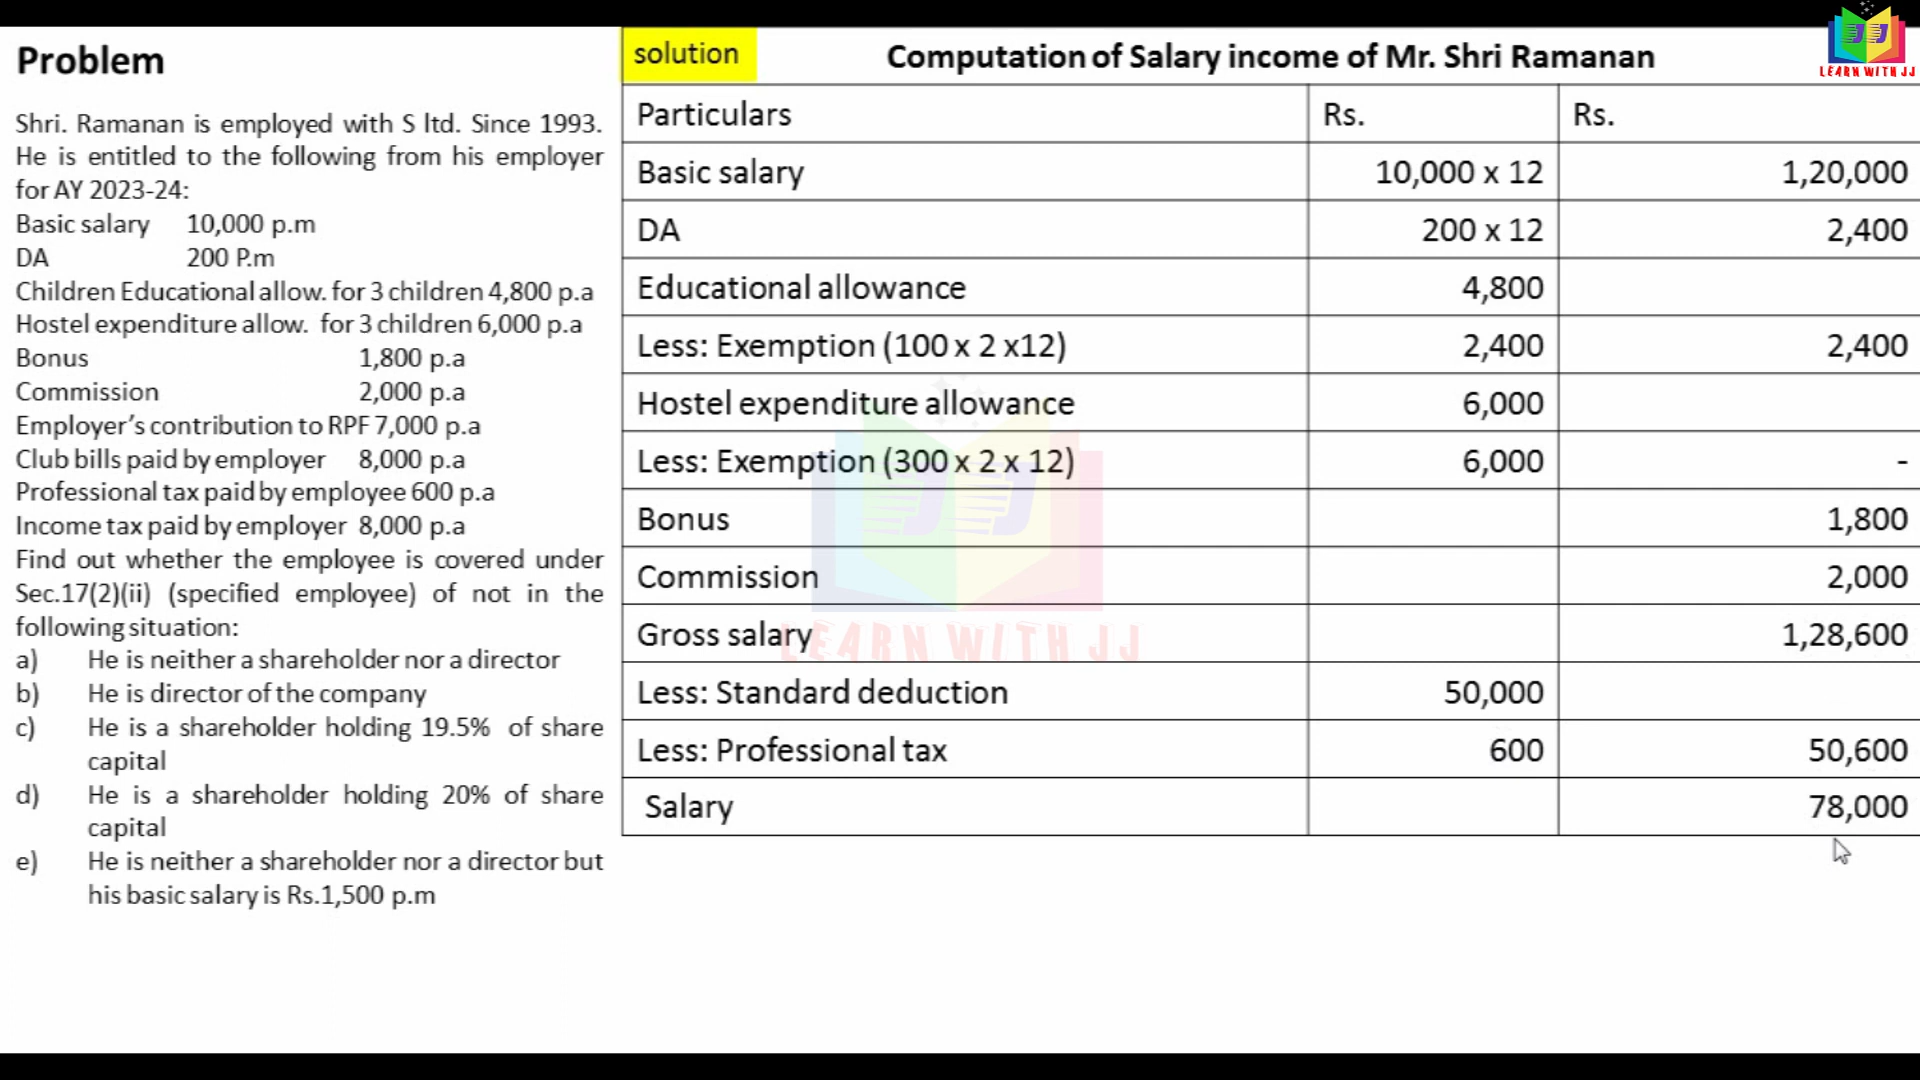 LEARN WITH JJ
Problem
Shri. Ramanan is employed with S ltd. Since 1993.
He is entitled to the following from his employer
for AY 2023-24:
Basic salary 10,000 p.m
DA 200 P.m
Children Educational allow. for 3 children 4,800 p.a
Hostel expenditure allow. for 3 children 6,000 p.a
Bonus 1,800 p.a
Commission 2,000 p.a
Employer's contribution to RPF 7,000 p.a
Club bills paid by employer 8,000 p.a
Professional tax paid by employee 600 p.a
Income tax paid by employer 8,000 p.a
Find out whether the employee is covered under
Sec.17(2)(ii) (specified employee) of not in the
following situation:
a) He is neither a shareholder nor a director
b) He is director of the company
c) He is a shareholder holding 19.5% of share
capital
d) He is a shareholder holding 20% of share
capital
e) He is neither a shareholder nor a director but
his basic salary is Rs.1,500 p.m
solution Computation of Salary income of Mr. Shri Ramanan
Particulars Rs. Rs.
Basic salary 10,000 x 12 1,20,000
DA 200 x 12 2,400
Educational allowance 4,800
Less: Exemption (100 x 2 x12) 2,400 2,400
Hostel expenditure allowance 6,000
Less: Exemption (300 x 2 x 12) 6,000 -
Bonus 1,800
Commission 2,000
Gross salary 1,28,600
Less: Standard deduction 50,000
Less: Professional tax 600 50,600
Salary 78,000
LEARN WITH JJ